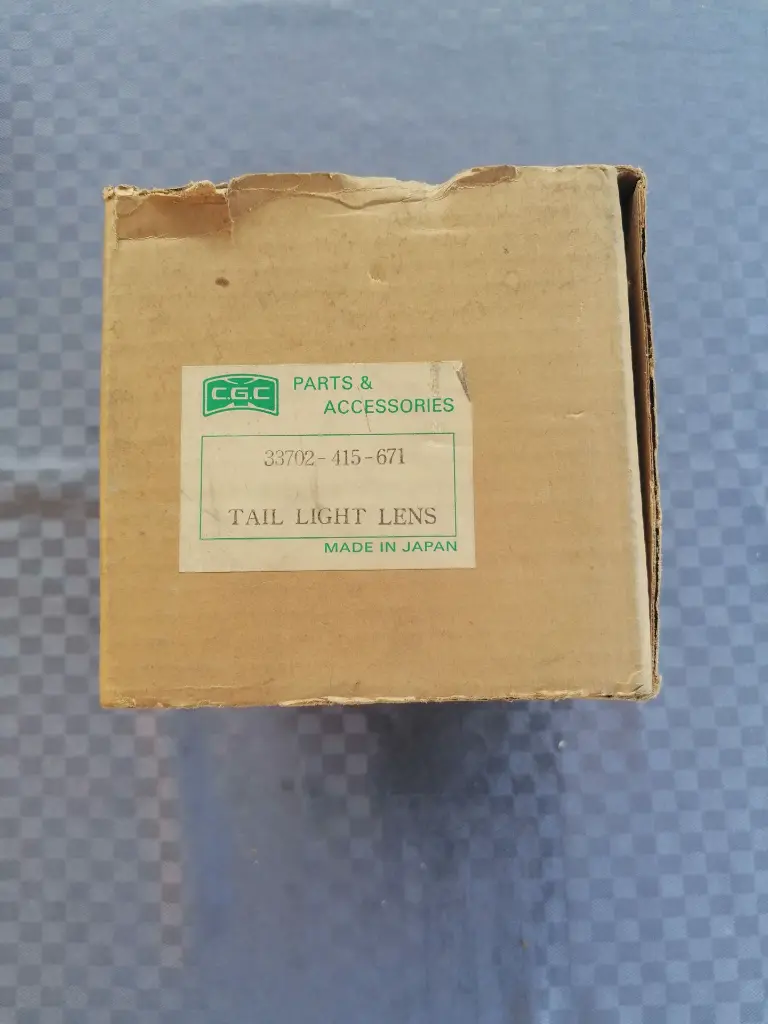 C.G.C
PARTS &
ACCESSORIES
33702-415-671
TAIL LIGHT LENS
MADE IN JAPAN